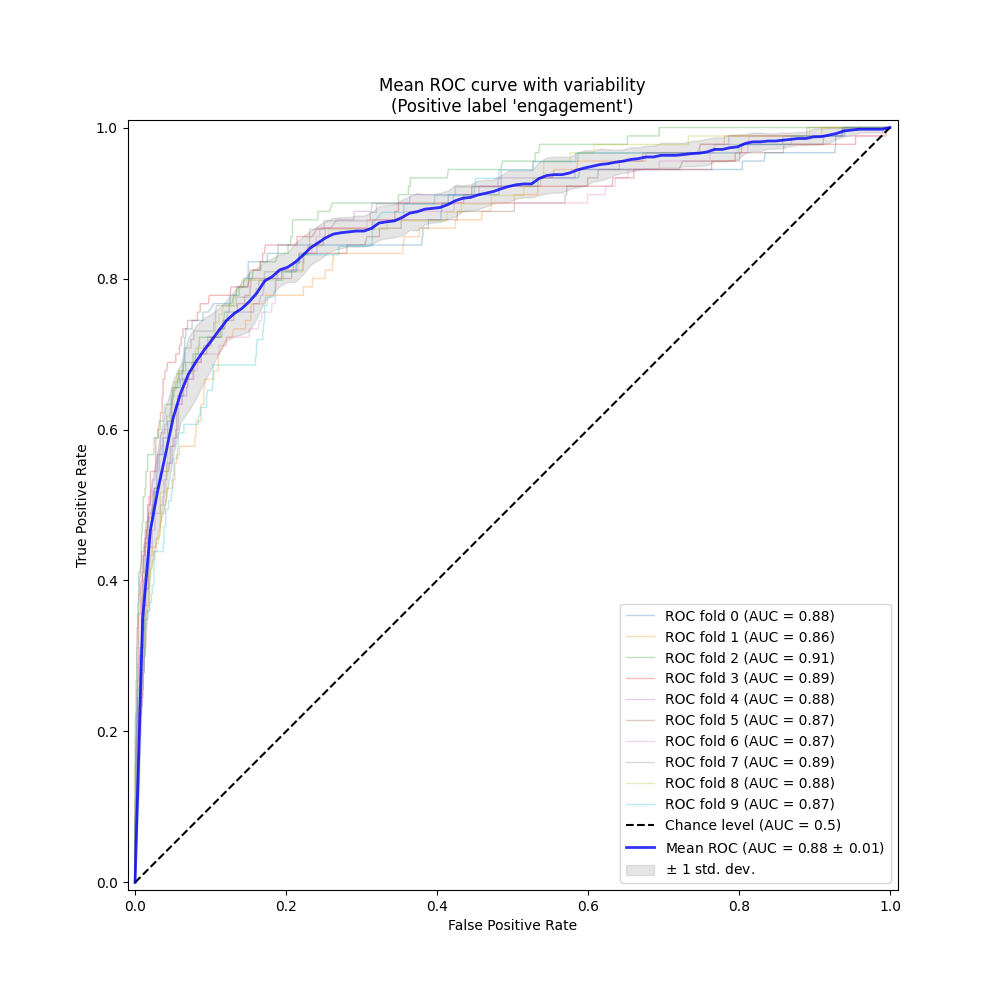 Mean ROC curve with variability
(Positive label 'engagement')
True Positive Rate
1.0
0.8
0.6
0.4
0.2
0.0
0.0 0.2 0.4 0.6 0.8 1.0
False Positive Rate
ROC fold 0 (AUC = 0.88)
ROC fold 1 (AUC = 0.86)
ROC fold 2 (AUC = 0.91)
ROC fold 3 (AUC = 0.89)
ROC fold 4 (AUC = 0.88)
ROC fold 5 (AUC = 0.87)
ROC fold 6 (AUC = 0.87)
ROC fold 7 (AUC = 0.89)
ROC fold 8 (AUC = 0.88)
ROC fold 9 (AUC = 0.87)
Chance level (AUC = 0.5)
Mean ROC (AUC = 0.88 ± 0.01)
± 1 std. dev.